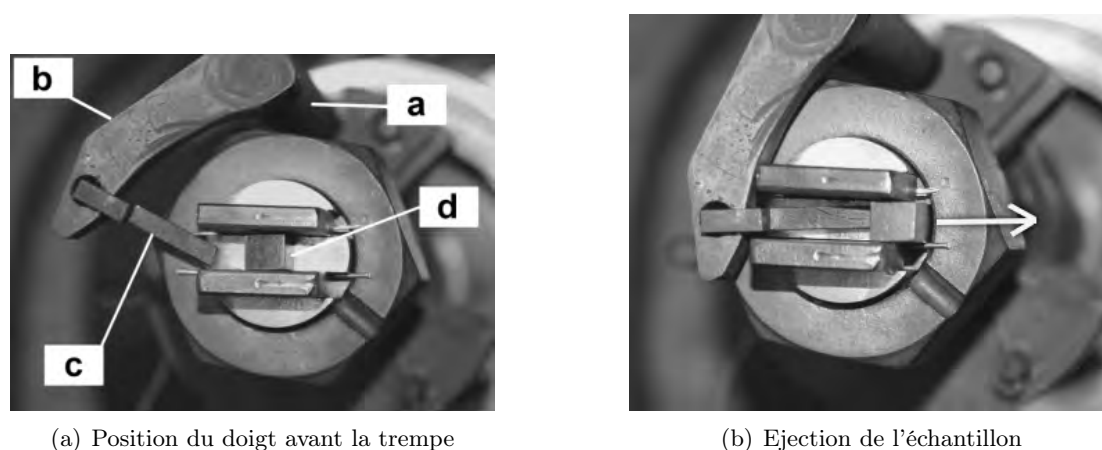 b
a
d
c
(a) Position du doigt avant la trempe
(b) Ejection de l'échantillon